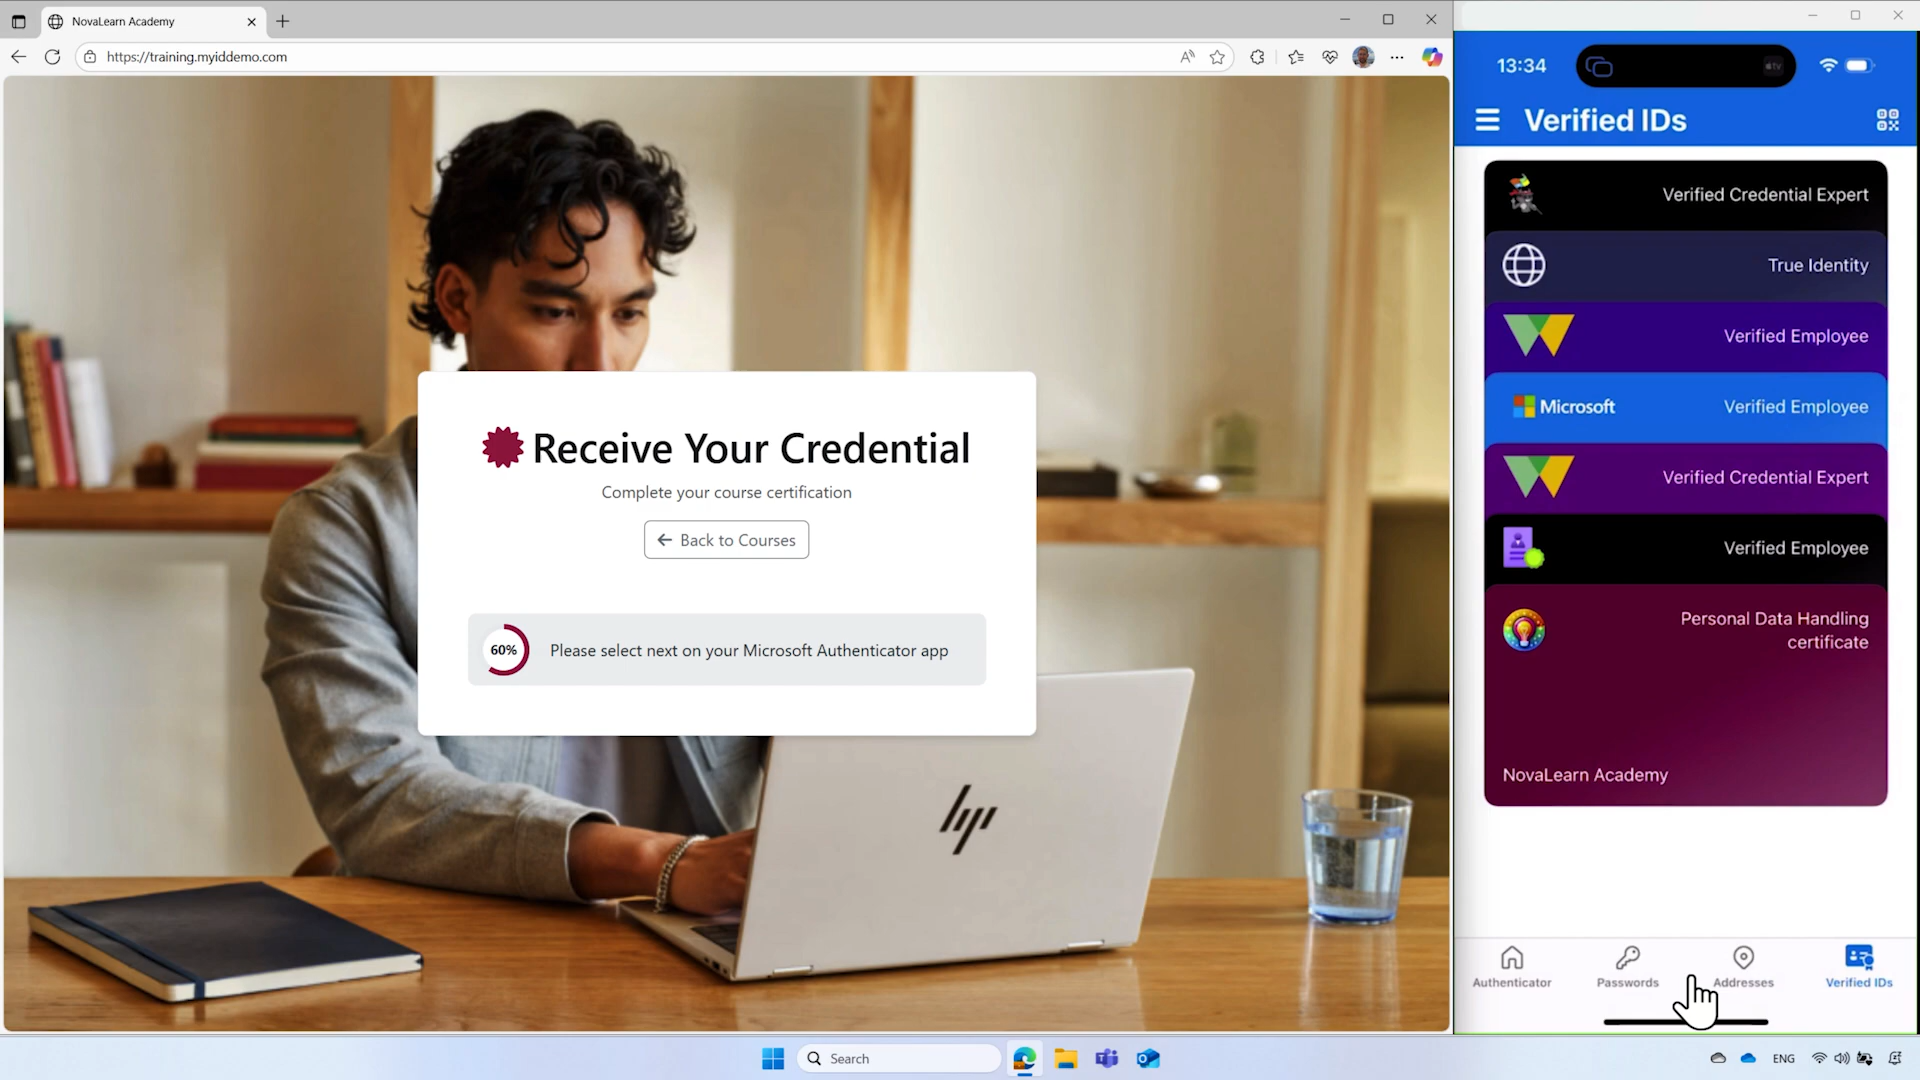 NovaLearn Academy
https://training.myiddemo.com
Receive Your Credential
Complete your course certification
Back to Courses
60%
Please select next on your Microsoft Authenticator app
hp
13:34
tv
Verified IDs
Verified Credential Expert
True Identity
Verified Employee
Microsoft
Verified Employee
Verified Credential Expert
Verified Employee
Personal Data Handling
certificate
NovaLearn Academy
Authenticator
Passwords
Addresses
Verified IDs
Search
ENG